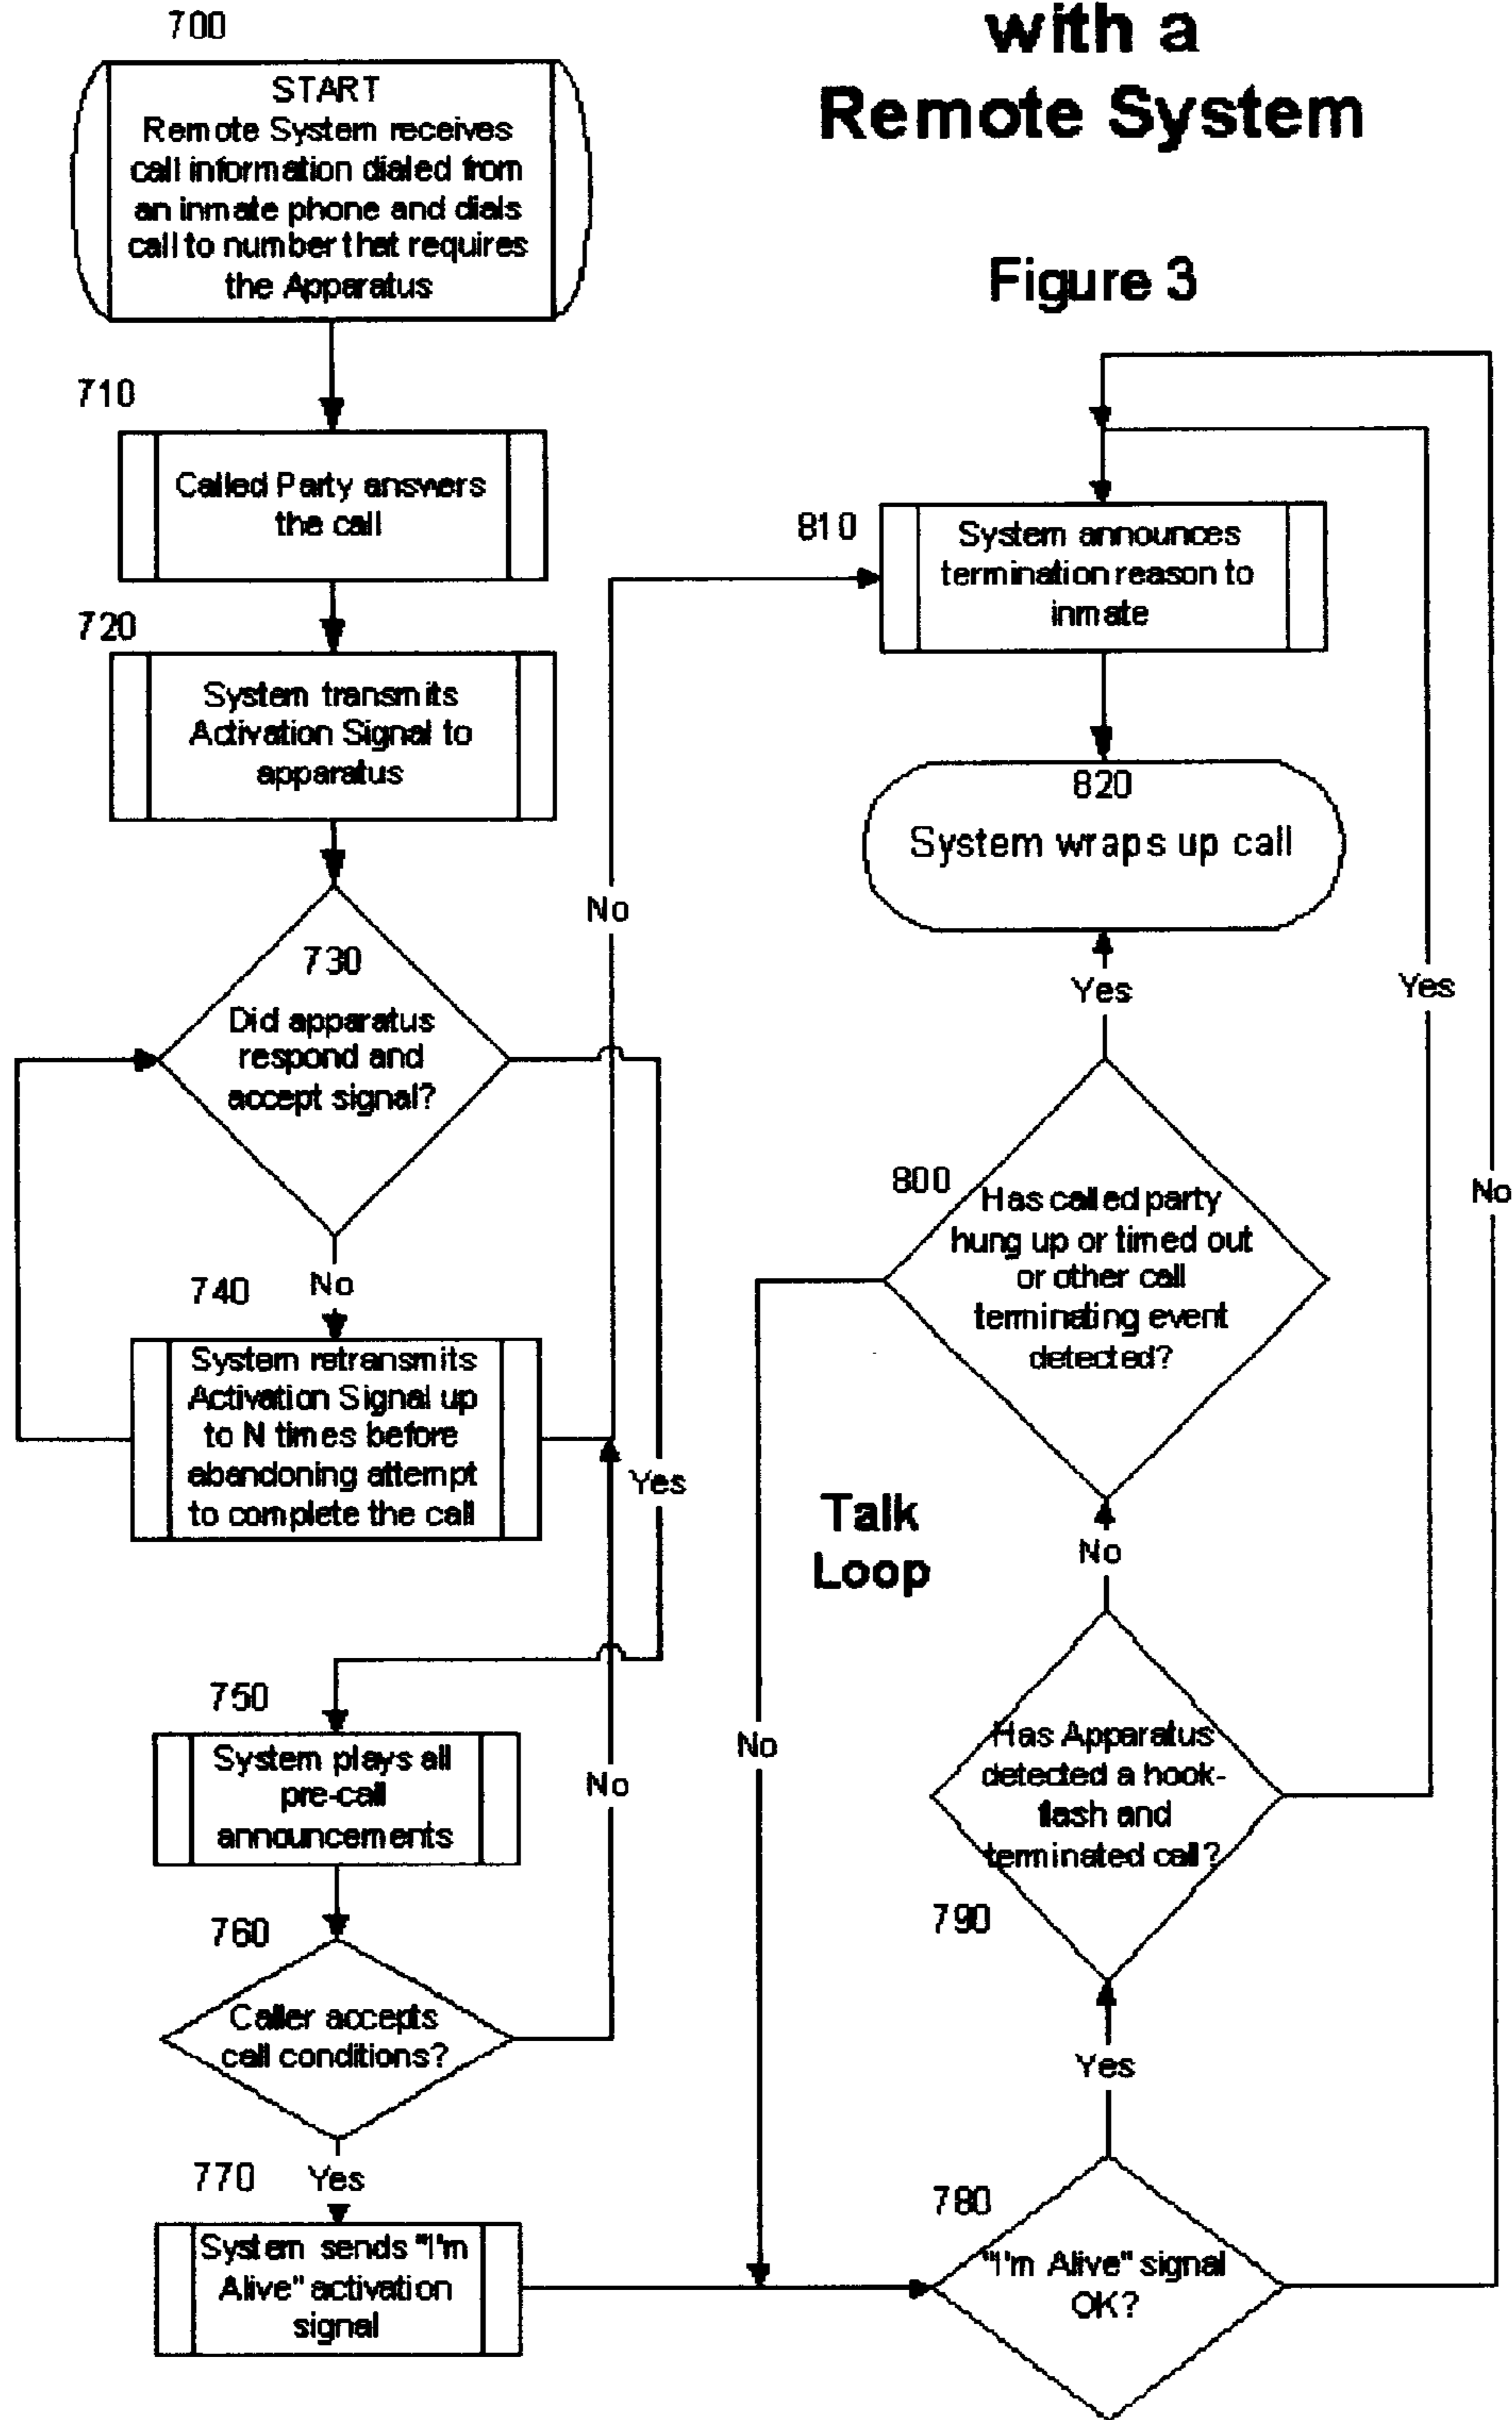 with a
Remote System
Figure 3
700
START
Remote System receives
call information dialed from
an inmate phone and dials
call to number that requires
the Apparatus
710
Called Party answers
the call
720
System transmits
Activation Signal to
apparatus
730
Did apparatus
respond and
accept signal?
No
740
System retransmits
Activation Signal up
to N times before
abandoning attempt
to complete the call
No
Yes
750
System plays all
pre-call
announcements
No
760
Caller accepts
call conditions?
770
Yes
System sends "I'm
Alive" activation
signal
810
System announces
termination reason to
inmate
820
System wraps up call
Yes
Yes
No
800
Has called party
hung up or timed out
or other call
terminating event
detected?
Talk
Loop
No
No
Has Apparatus
detected a hook-
flash and
terminated call?
790
Yes
780
"I'm Alive" signal
OK?